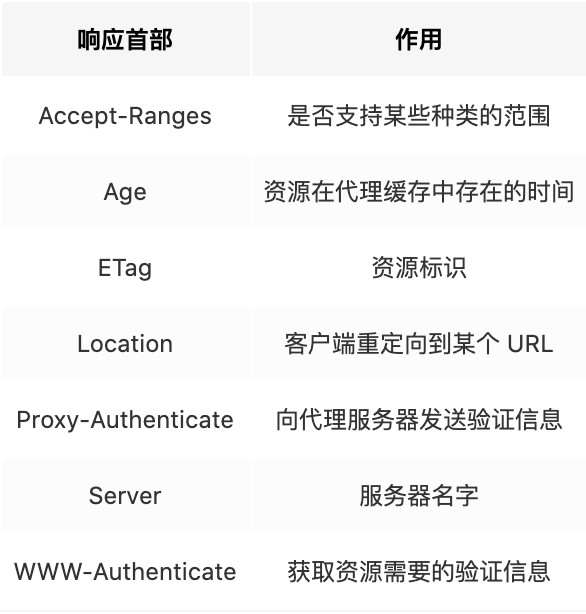 响应首部 作用
Accept-Ranges 是否支持某些种类的范围
Age 资源在代理缓存中存在的时间
ETag 资源标识
Location 客户端重定向到某个 URL
Proxy-Authenticate 向代理服务器发送验证信息
Server 服务器名字
WWW-Authenticate 获取资源需要的验证信息